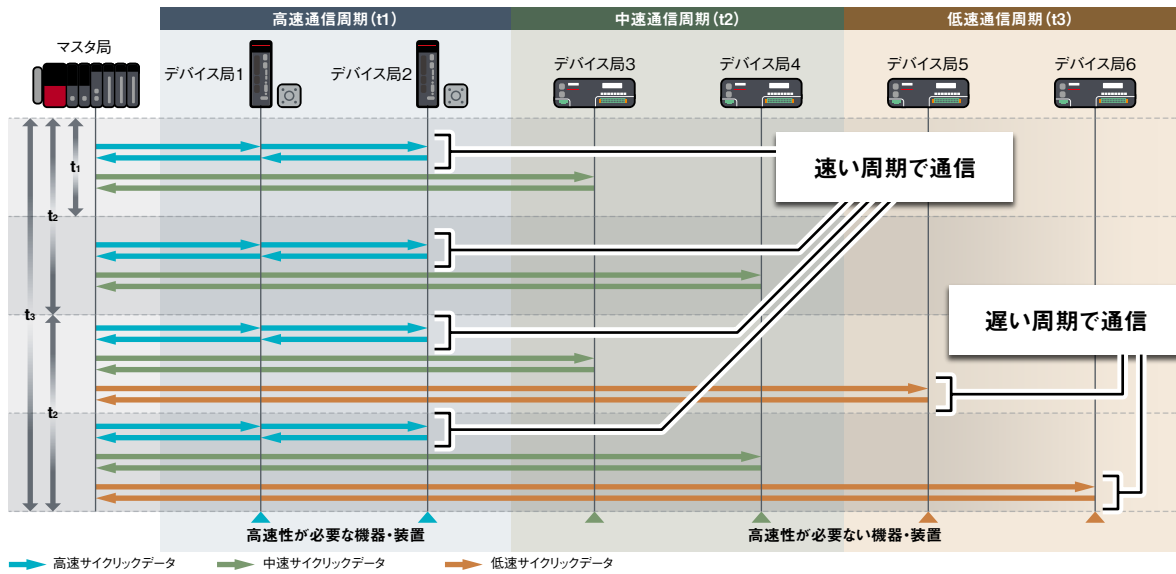 高速通信周期(t1)
中速通信周期(t2)
低速通信周期(t3)
マスタ局
デバイス局1
デバイス局2
デバイス局3
デバイス局4
デバイス局5
デバイス局6
t1
t2
t3
t2
速い周期で通信
遅い周期で通信
高速性が必要な機器・装置
高速性が必要ない機器・装置
高速サイクリックデータ
中速サイクリックデータ
低速サイクリックデータ